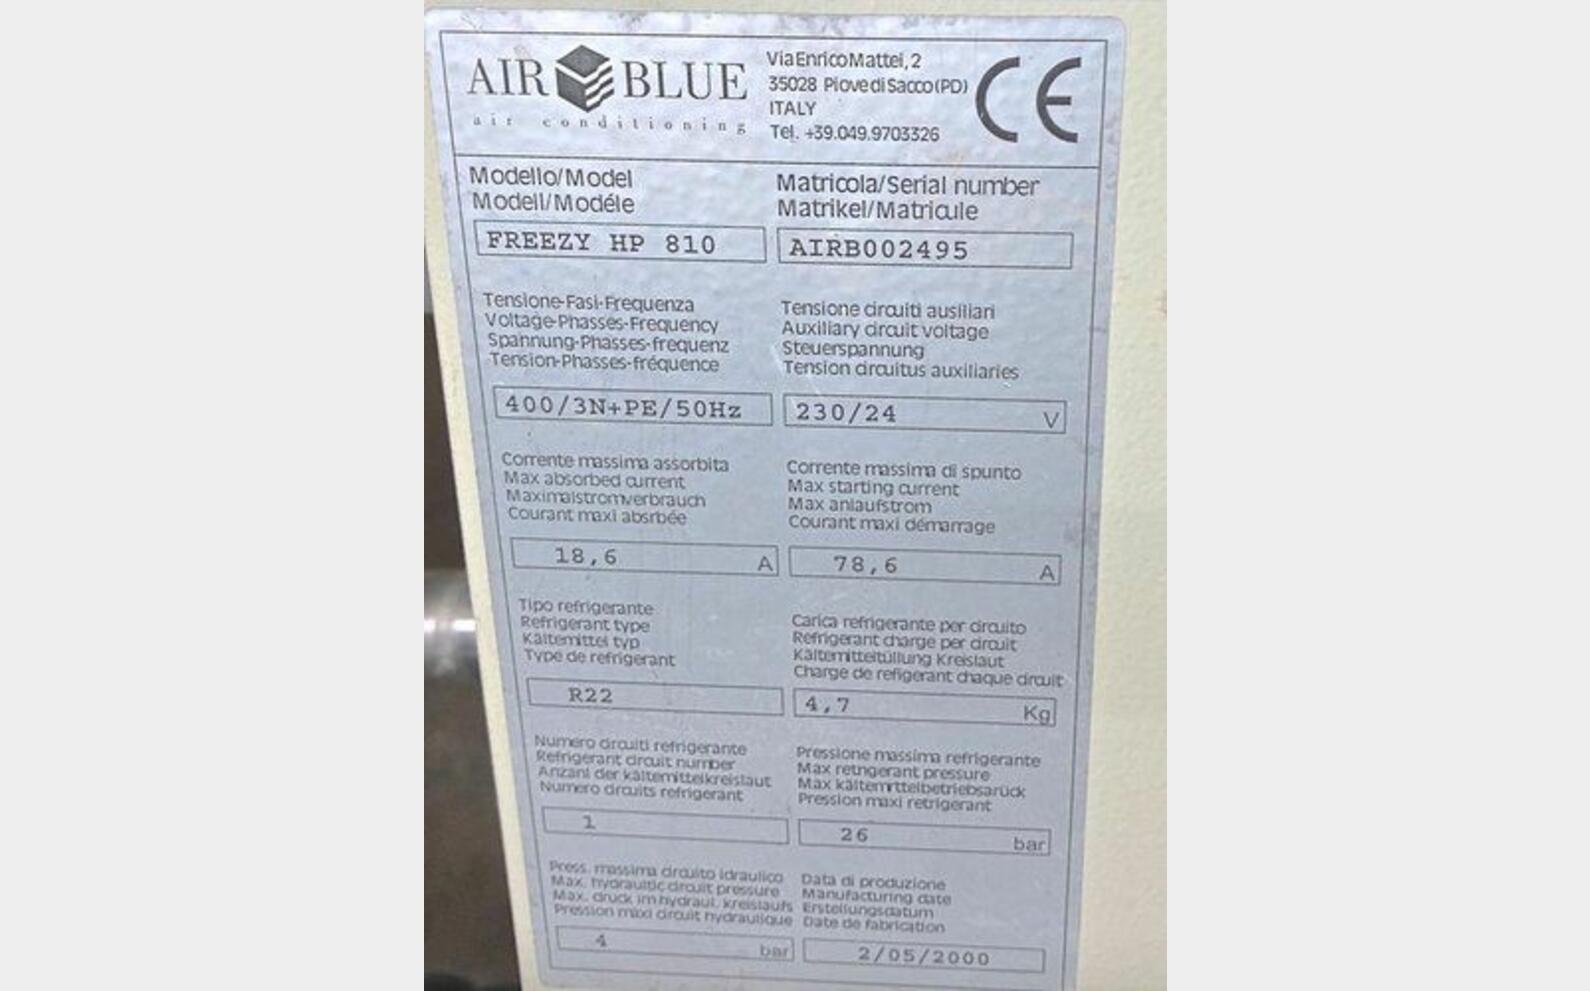 AIR BLUE
air conditioning
Via Enrico Mattei, 2
35028 Piove di Sacco (PD)
ITALY
Tel. +39.049.9703326
CE
Modello/Model
Modell/Modéle
FREEZY HP 810
Matricola/Serial number
Matrikel/Matricule
AIRB002495
Tensione-Fasi-Frequenza
Voltage-Phasses-Frequency
Spannung-Phasses-frequenz
Tension-Phasses-fréquence
400/3N+PE/50Hz
Tensione circuiti ausiliari
Auxiliary circuit voltage
Steuerspannung
Tension circuitus auxiliaries
230/24 V
Corrente massima assorbita
Max absorbed current
Maximalstromverbrauch
Courant maxi absrbée
18,6 A
Corrente massima di spunto
Max starting current
Max anlaufstrom
Courant maxi démarrage
78,6 A
Tipo refrigerante
Refrigerant type
Kältemittel typ
Type de refrigerant
R22
Carica refrigerante per circuito
Refrigerant charge per circuit
Kältemitteltüllung Kreislaut
Charge de refigerant chaque circuit
4,7 Kg
Numero circuiti refrigerante
Refrigerant circuit number
Anzanl der kältemittelkreislaut
Numero circuits refrigerant
1
Pressione massima refrigerante
Max retngerant pressure
Max kältemrttelbetriebsarück
Pression maxi retrigerant
26 bar
Press. massima circuito idraulico
Max. hydraultic circuit pressure
Max. druck im hydraul. kreislaufs
Pression maxi circuit hydraulique
4 bar
Data di produzione
Manufacturing date
Erstellungsdatum
Date de fabrication
2/05/2000